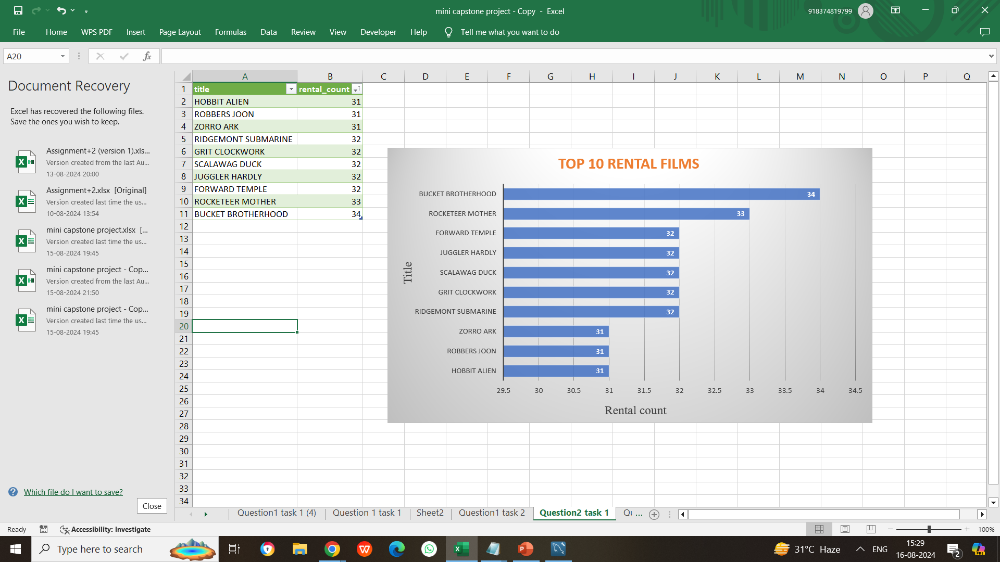 mini capstone project - Copy - Excel
918374819799
File Home WPS PDF Insert Page Layout Formulas Data Review View Developer Help Tell me what you want to do
A20
fx
Document Recovery
Excel has recovered the following files.
Save the ones you wish to keep.
Assignment+2 (version 1).xls...
Version created from the last Au...
13-08-2024 20:00
Assignment+2.xlsx [Original]
Version created last time the us...
10-08-2024 13:54
mini capstone project.xlsx [...
Version created last time the us...
15-08-2024 19:45
mini capstone project - Cop...
Version created from the last Au...
15-08-2024 21:50
mini capstone project - Cop...
Version created last time the us...
15-08-2024 19:45
Which file do I want to save?
Close
A B C D E F G H I J K L M N O P Q
1 title rental_count
2 HOBBIT ALIEN 31
3 ROBBERS JOON 31
4 ZORRO ARK 31
5 RIDGEMONT SUBMARINE 32
6 GRIT CLOCKWORK 32
7 SCALAWAG DUCK 32
8 JUGGLER HARDLY 32
9 FORWARD TEMPLE 32
10 ROCKETEER MOTHER 33
11 BUCKET BROTHERHOOD 34
12
13
14
15
16
17
18
19
20
21
22
23
24
25
26
27
28
29
30
31
32
33
34
TOP 10 RENTAL FILMS
Title
BUCKET BROTHERHOOD 34
ROCKETEER MOTHER 33
FORWARD TEMPLE 32
JUGGLER HARDLY 32
SCALAWAG DUCK 32
GRIT CLOCKWORK 32
RIDGEMONT SUBMARINE 32
ZORRO ARK 31
ROBBERS JOON 31
HOBBIT ALIEN 31
29.5 30 30.5 31 31.5 32 32.5 33 33.5 34 34.5
Rental count
Question1 task 1 (4) Question 1 task 1 Sheet2 Question1 task 2 Question2 task 1 Qu ...
Ready Accessibility: Investigate 100%
Type here to search
31°C Haze ENG
15:29
16-08-2024
2
PRE